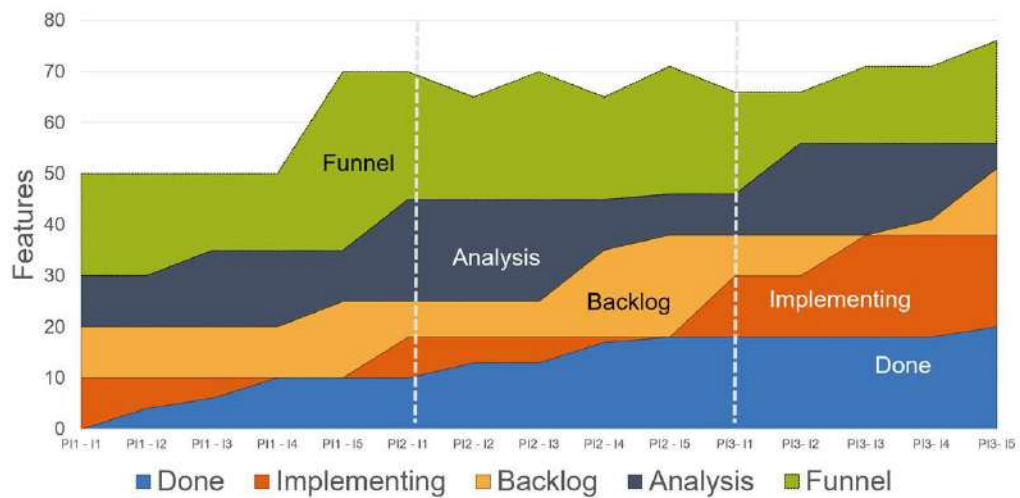 80
70
60
50
40
30
20
10
0
Features
Funnel
Analysis
Backlog
Implementing
Done
PI1 - I1 PI1 - I2 PI1 - I3 PI1 - I4 PI1 - I5 PI2 - I1 PI2 - I2 PI2 - I3 PI2 - I4 PI2 - I5 PI3- I1 PI3- I2 PI3- I3 PI3- I4 PI3- I5
Done Implementing Backlog Analysis Funnel